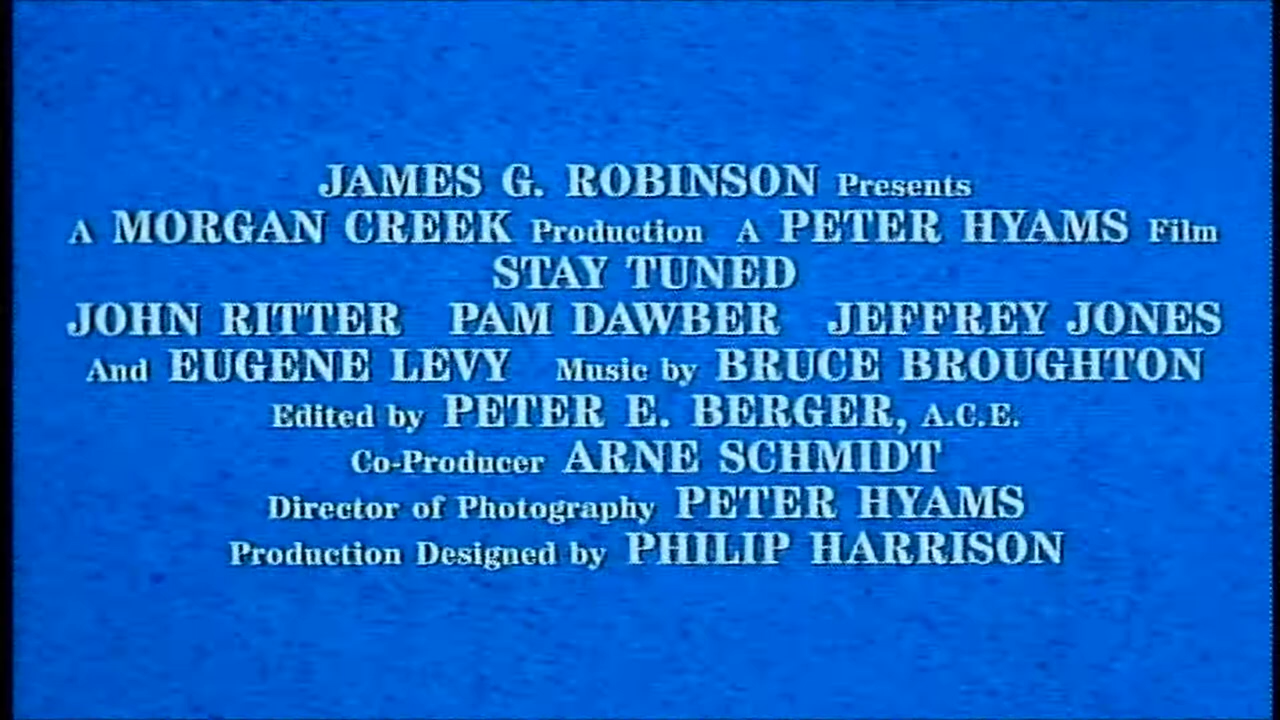 JAMES G. ROBINSON Presents
A MORGAN CREEK Production A PETER HYAMS Film
STAY TUNED
JOHN RITTER PAM DAWBER JEFFREY JONES
And EUGENE LEVY Music by BRUCE BROUGHTON
Edited by PETER E. BERGER, A.C.E.
Co-Producer ARNE SCHMIDT
Director of Photography PETER HYAMS
Production Designed by PHILIP HARRISON